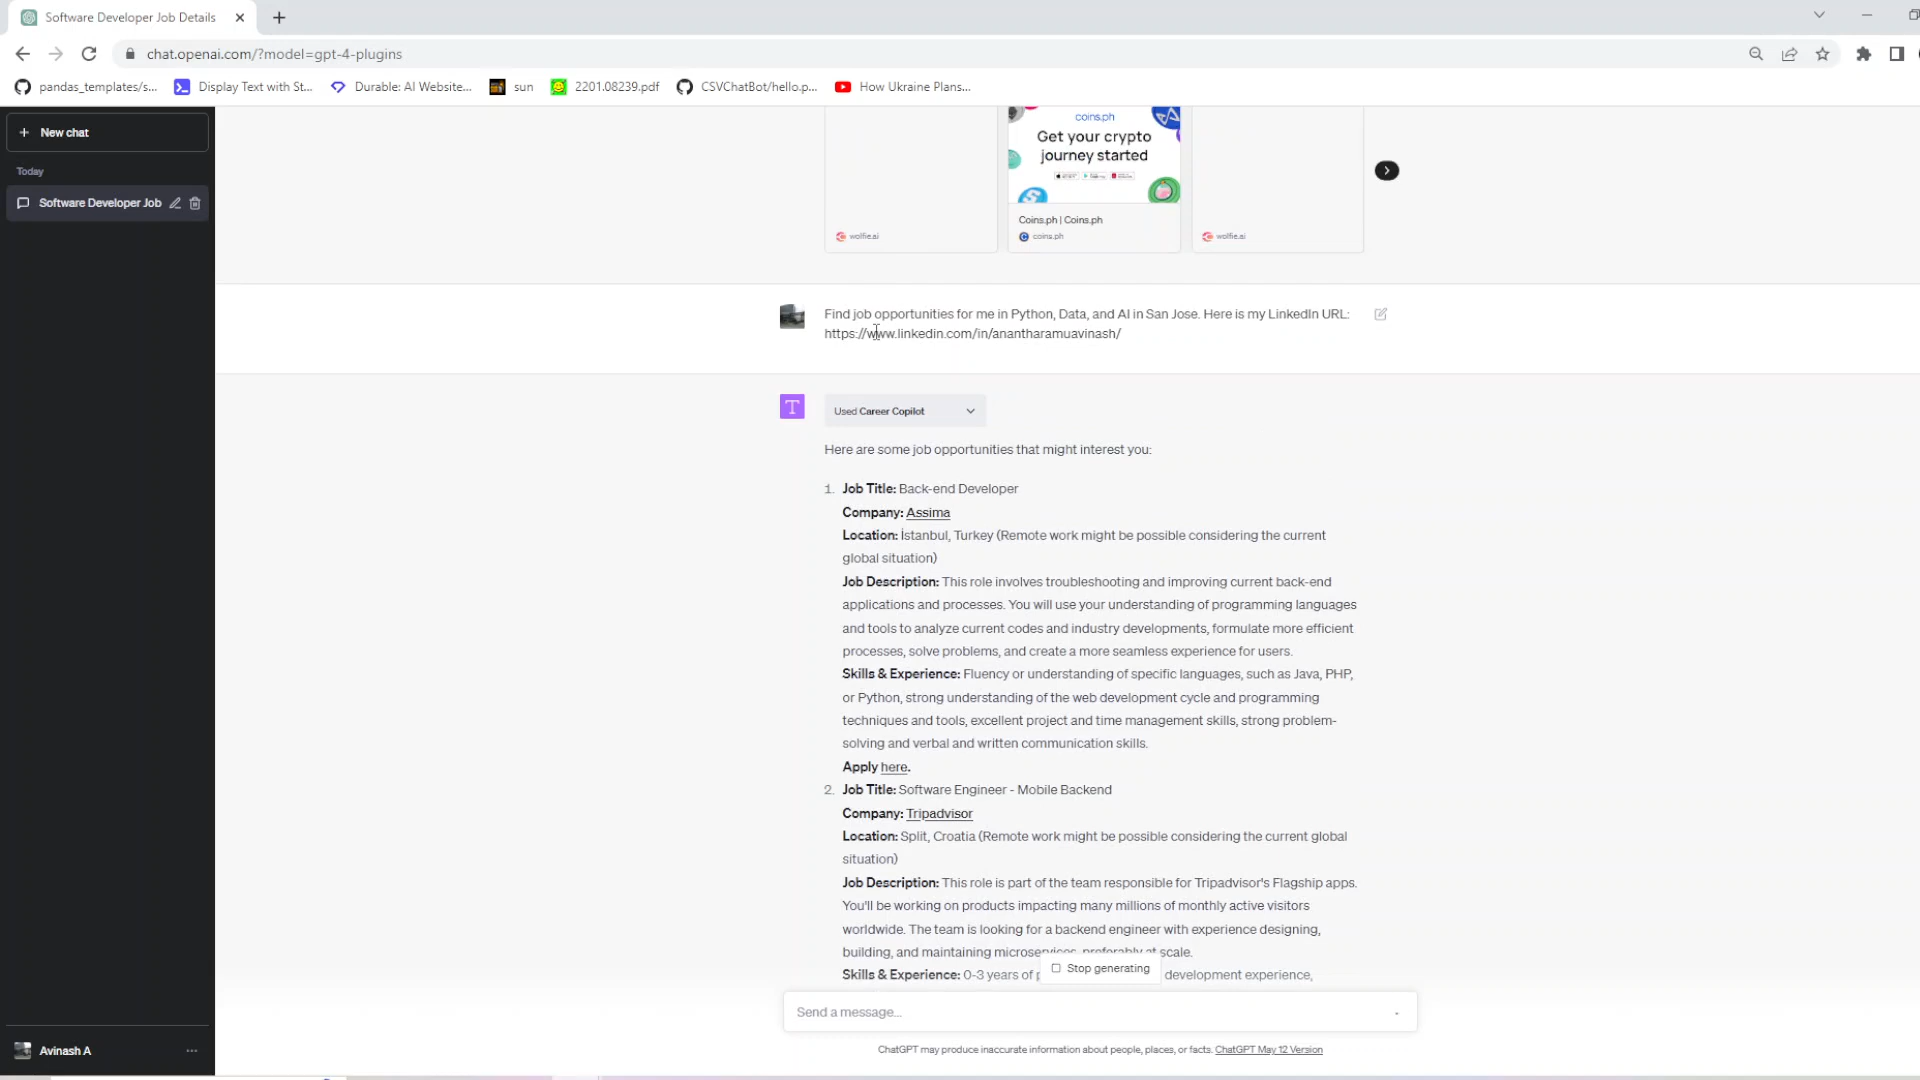 Software Developer Job Details
chat.openai.com/?model=gpt-4-plugins
pandas_templates/s...
Display Text with St...
Durable: AI Website...
sun
2201.08239.pdf
CSVChatBot/hello.p...
How Ukraine Plans...
New chat
Today
Software Developer Job
coins.ph
Get your crypto
journey started
wolfie.ai
Coins.ph | Coins.ph
coins.ph
wolfie.ai
Find job opportunities for me in Python, Data, and AI in San Jose. Here is my LinkedIn URL:
https://www.linkedin.com/in/anantharamuavinash/
T
Used Career Copilot
Here are some job opportunities that might interest you:
1. Job Title: Back-end Developer
Company: Assima
Location: İstanbul, Turkey (Remote work might be possible considering the current
global situation)
Job Description: This role involves troubleshooting and improving current back-end
applications and processes. You will use your understanding of programming languages
and tools to analyze current codes and industry developments, formulate more efficient
processes, solve problems, and create a more seamless experience for users.
Skills & Experience: Fluency or understanding of specific languages, such as Java, PHP,
or Python, strong understanding of the web development cycle and programming
techniques and tools, excellent project and time management skills, strong problem-
solving and verbal and written communication skills.
Apply here.
2. Job Title: Software Engineer - Mobile Backend
Company: Tripadvisor
Location: Split, Croatia (Remote work might be possible considering the current global
situation)
Job Description: This role is part of the team responsible for Tripadvisor's Flagship apps.
You'll be working on products impacting many millions of monthly active visitors
worldwide. The team is looking for a backend engineer with experience designing,
building, and maintaining microservices, preferably at scale.
Skills & Experience: 0-3 years of development experience,
Stop generating
Send a message...
ChatGPT may produce inaccurate information about people, places, or facts. ChatGPT May 12 Version
Avinash A